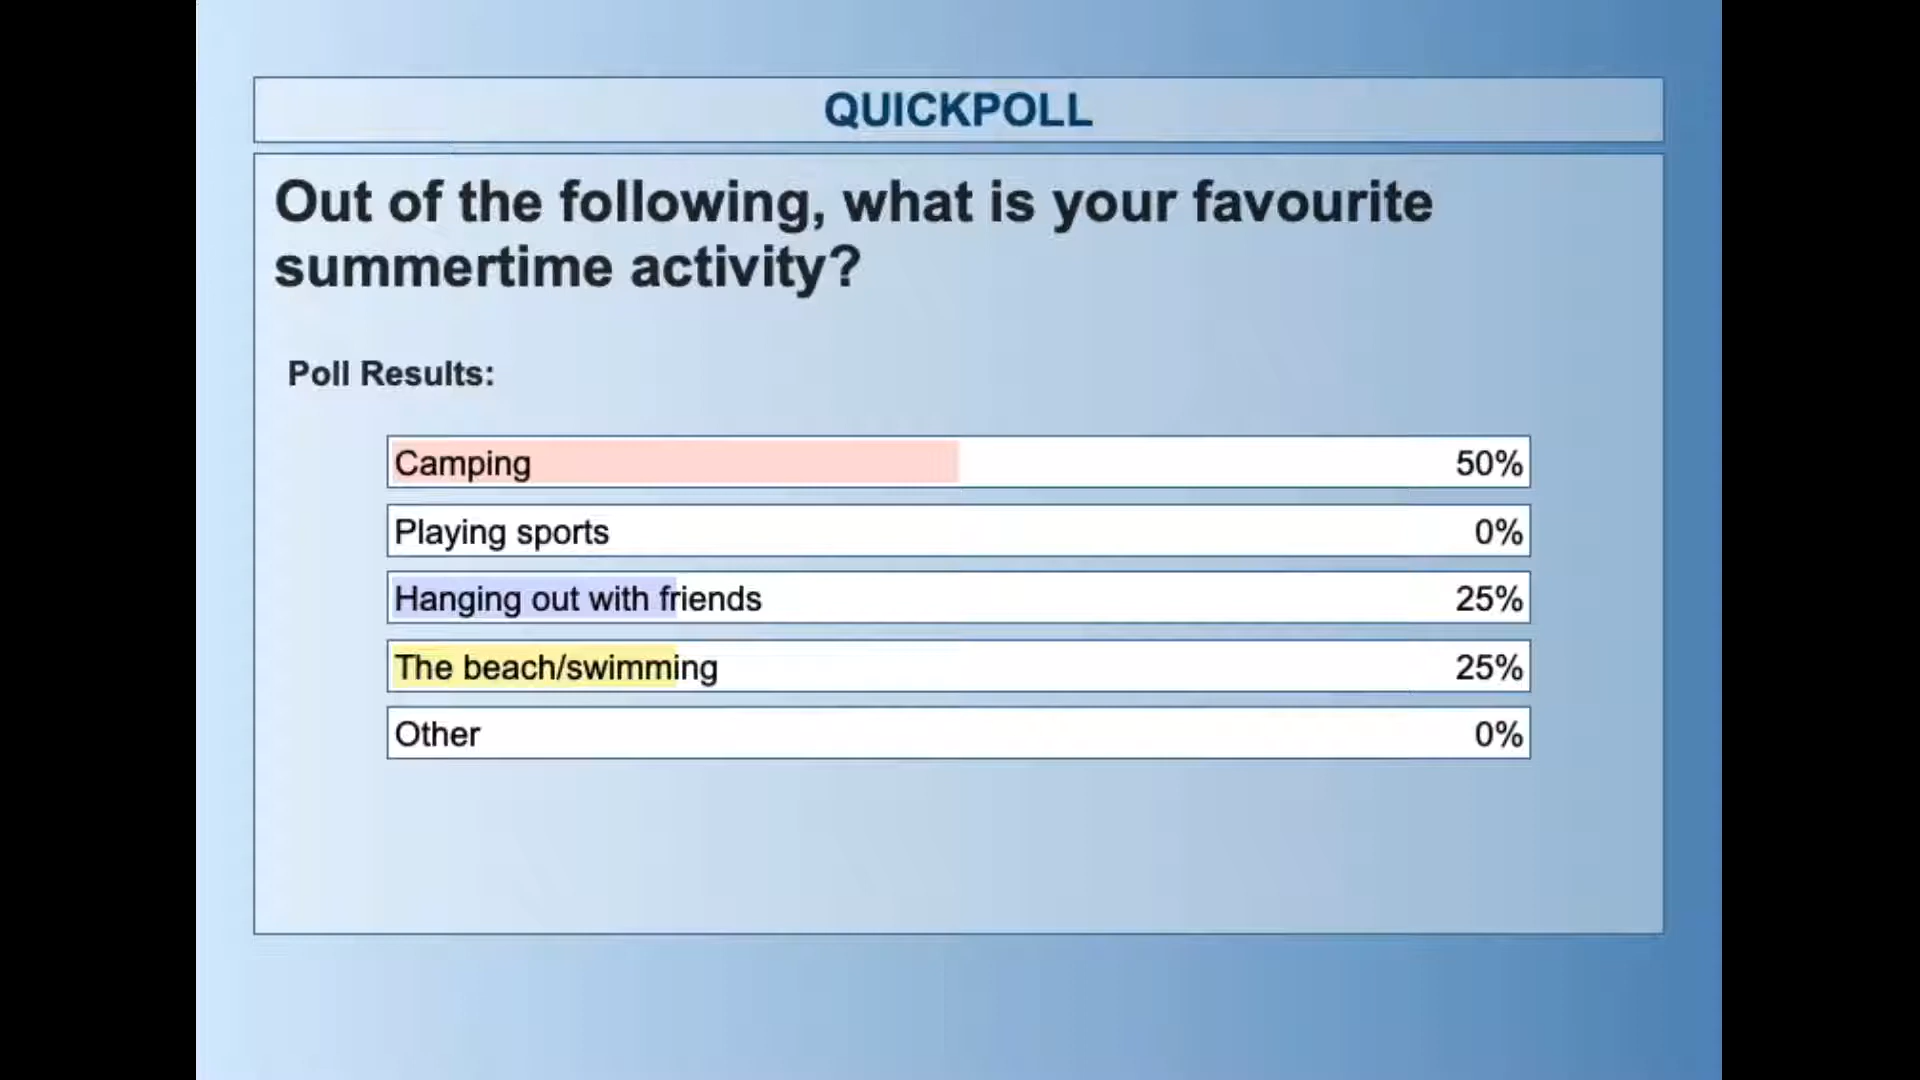 QUICKPOLL
Out of the following, what is your favourite
summertime activity?
Poll Results:
Camping 50%
Playing sports 0%
Hanging out with friends 25%
The beach/swimming 25%
Other 0%